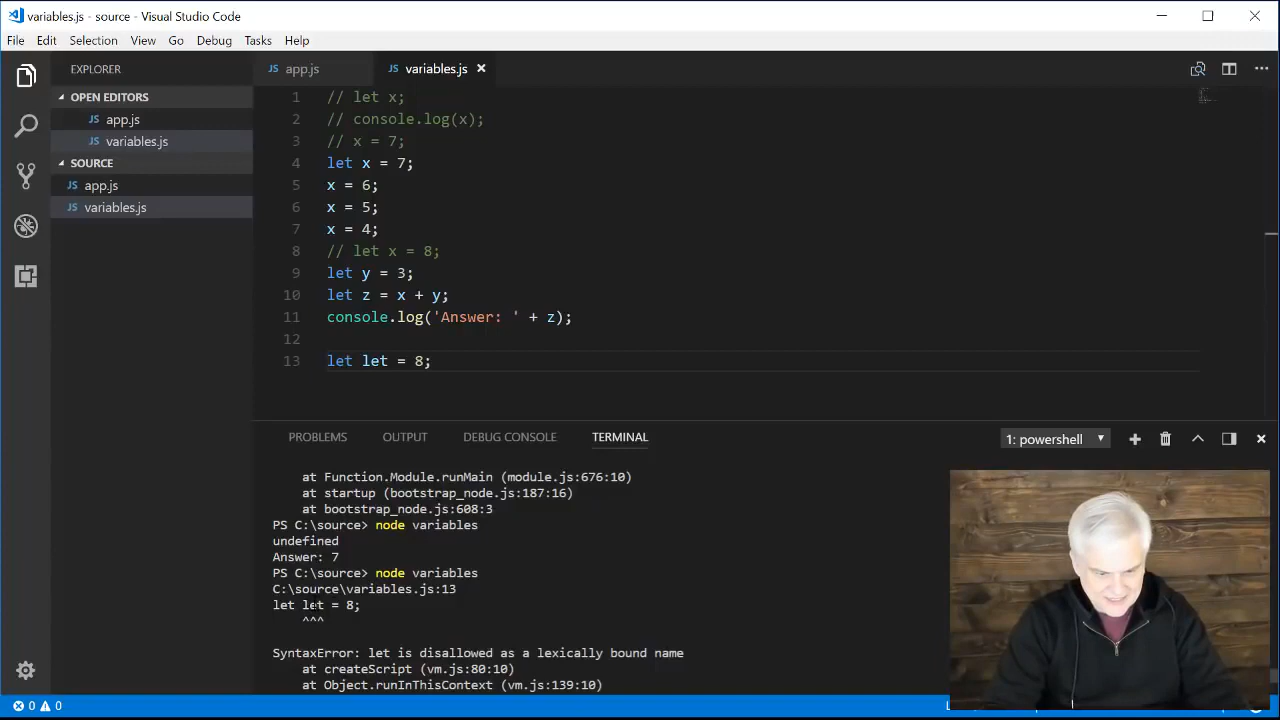 variables.js - source - Visual Studio Code
File Edit Selection View Go Debug Tasks Help
EXPLORER
OPEN EDITORS
app.js
variables.js
SOURCE
JS app.js
JS variables.js
JS app.js JS variables.js
1 // let x;
2 // console.log(x);
3 // x = 7;
4 let x = 7;
5 x = 6;
6 x = 5;
7 x = 4;
8 // let x = 8;
9 let y = 3;
10 let z = x + y;
11 console.log('Answer: ' + z);
12
13 let let = 8;
PROBLEMS OUTPUT DEBUG CONSOLE TERMINAL 1: powershell
at Function.Module.runMain (module.js:676:10)
at startup (bootstrap_node.js:187:16)
at bootstrap_node.js:608:3
PS C:\source> node variables
undefined
Answer: 7
PS C:\source> node variables
C:\source\variables.js:13
let let = 8;
^^^
SyntaxError: let is disallowed as a lexically bound name
at createScript (vm.js:80:10)
at Object.runInThisContext (vm.js:139:10)
0 0